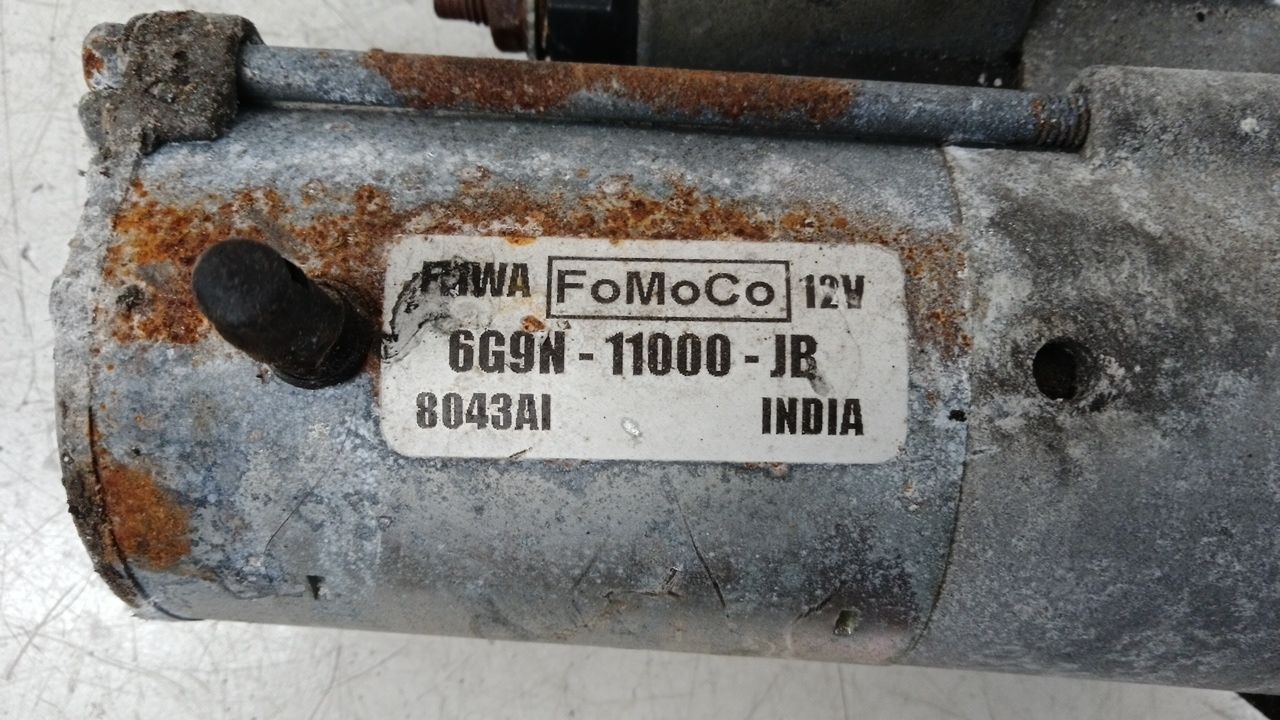 FoMoCo 12V
6G9N - 11000 - JB
8043AI
INDIA